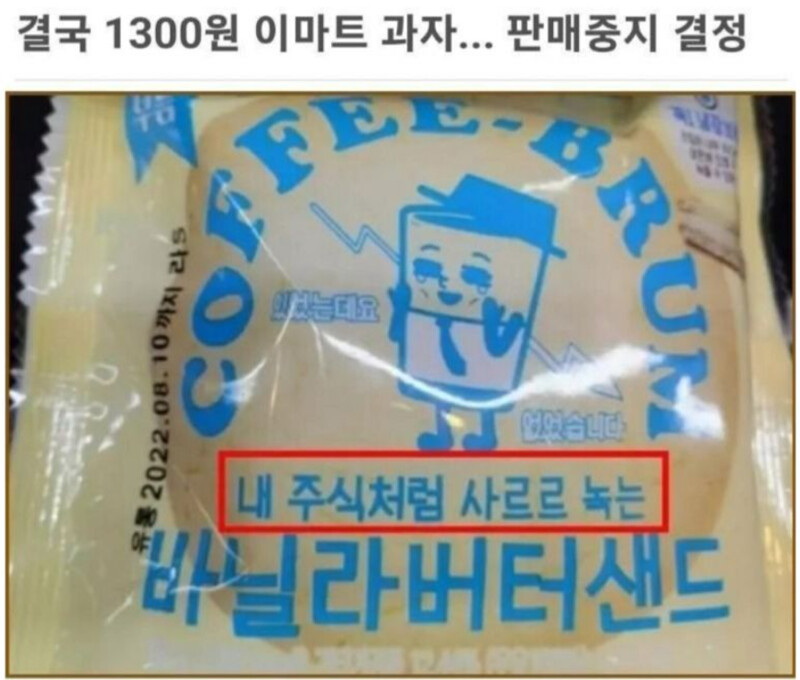 결국 1300원 이마트 과자... 판매중지 결정
COFFEE-BRUM
있었는데요
없었습니다
유통 2022.08.10 까지
내 주식처럼 사르르 녹는
바닐라버터샌드